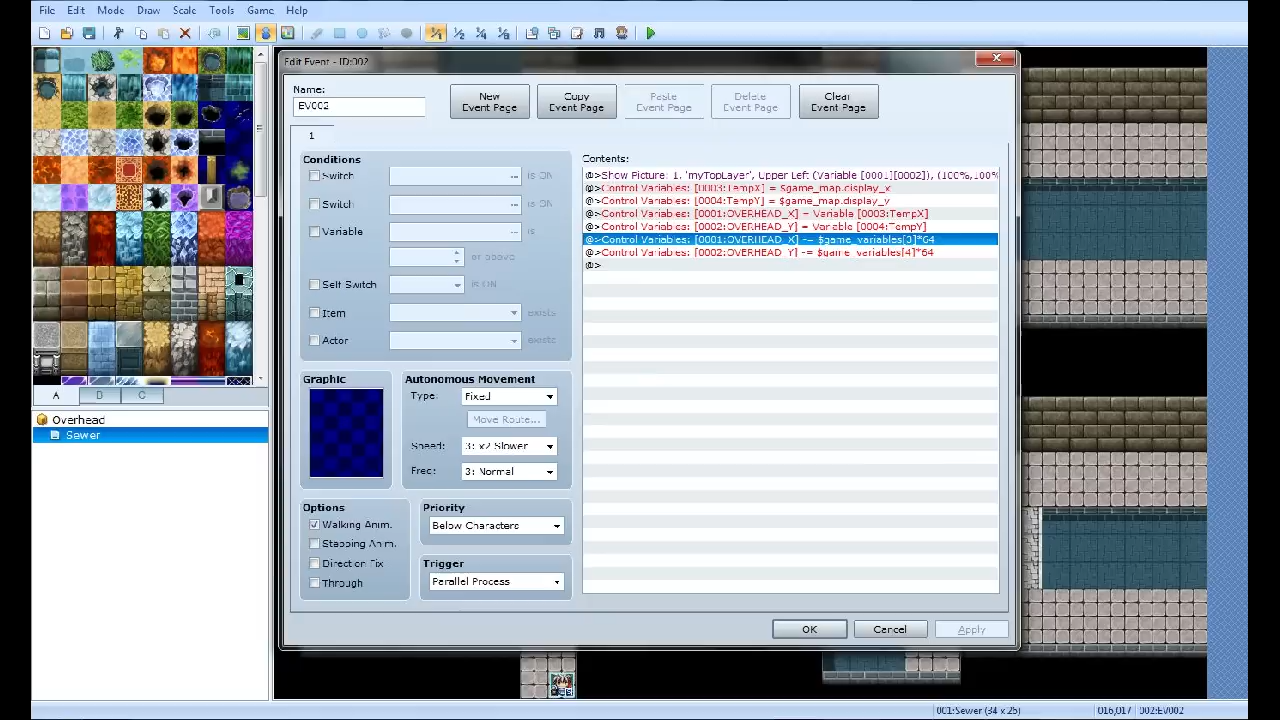 File Edit Mode Draw Scale Tools Game Help
Edit Event - ID:002
Name:
EV002
New Event Page
Copy Event Page
Paste Event Page
Delete Event Page
Clear Event Page
1
Conditions
Switch is ON
Switch is ON
Variable is
or above
Self Switch is ON
Item exists
Actor exists
Graphic
Autonomous Movement
Type: Fixed
Move Route...
Speed: 3: x2 Slower
Freq: 3: Normal
Options
Walking Anim.
Stepping Anim.
Direction Fix
Through
Priority
Below Characters
Trigger
Parallel Process
Contents:
@>Show Picture: 1, 'myTopLayer', Upper Left (Variable [0001][0002]), (100%,100%
@>Control Variables: [0003:TempX] = $game_map.display_x
@>Control Variables: [0004:TempY] = $game_map.display_y
@>Control Variables: [0001:OVERHEAD_X] = Variable [0003:TempX]
@>Control Variables: [0002:OVERHEAD_Y] = Variable [0004:TempY]
@>Control Variables: [0001:OVERHEAD_X] -= $game_variables[3]*64
@>Control Variables: [0002:OVERHEAD_Y] -= $game_variables[4]*64
@>
OK Cancel Apply
A B C
Overhead
Sewer
001:Sewer (34 x 26) 016,017 002:EV002